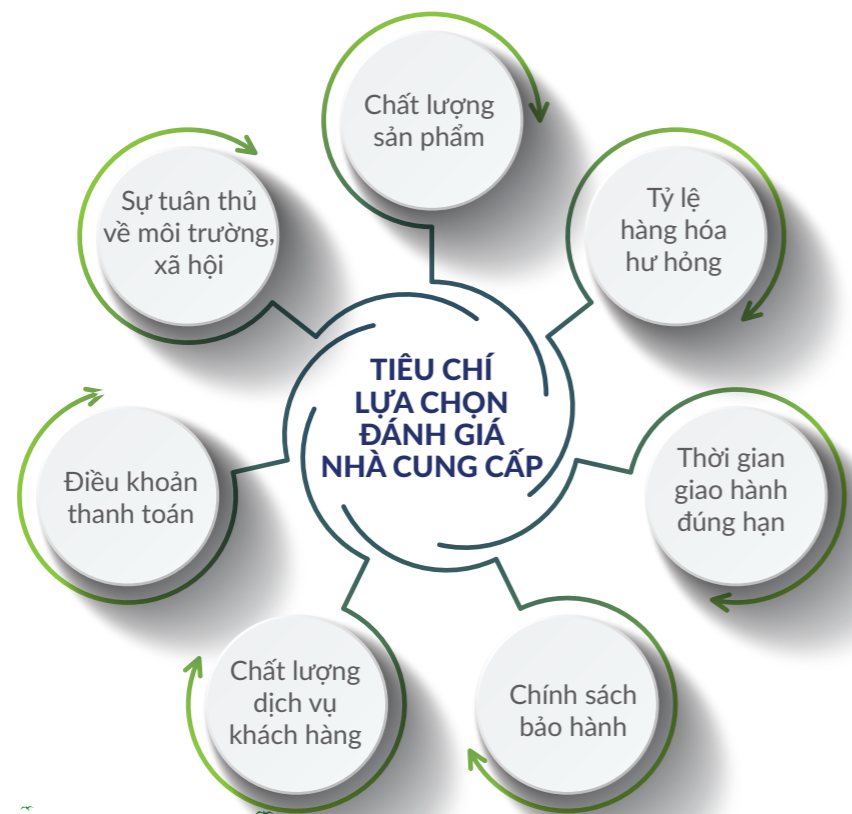 Chất lượng
sản phẩm
Tỷ lệ
hàng hóa
hư hỏng
Thời gian
giao hành
đúng hạn
Chính sách
bảo hành
Chất lượng
dịch vụ
khách hàng
Điều khoản
thanh toán
Sự tuân thủ
về môi trường,
xã hội
TIÊU CHÍ
LỰA CHỌN
ĐÁNH GIÁ
NHÀ CUNG CẤP